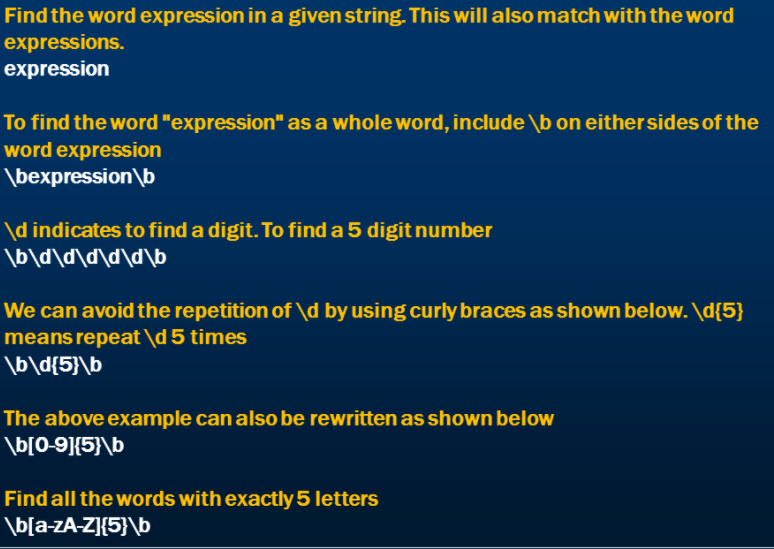 Find the word expression in a given string. This will also match with the word
expressions.
expression
To find the word "expression" as a whole word, include \b on either sides of the
word expression
\bexpression\b
\d indicates to find a digit. To find a 5 digit number
\b\d\d\d\d\d\b
We can avoid the repetition of \d by using curly braces as shown below. \d{5}
means repeat \d 5 times
\b\d{5}\b
The above example can also be rewritten as shown below
\b[0-9]{5}\b
Find all the words with exactly 5 letters
\b[a-zA-Z]{5}\b